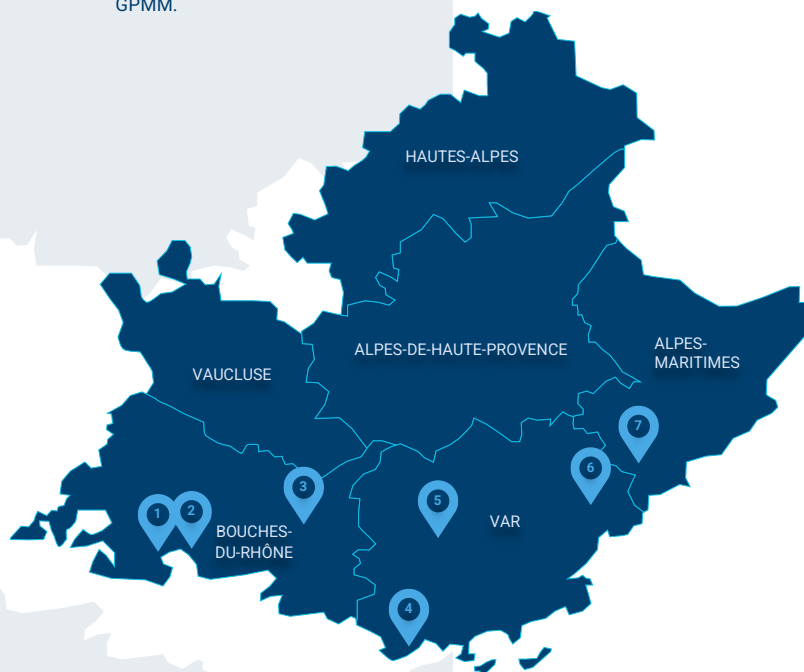 GPMM.
HAUTES-ALPES
ALPES-DE-HAUTE-PROVENCE
ALPES-
MARITIMES
VAUCLUSE
7
6
3
5
1
2
VAR
BOUCHES-
DU-RHÔNE
4